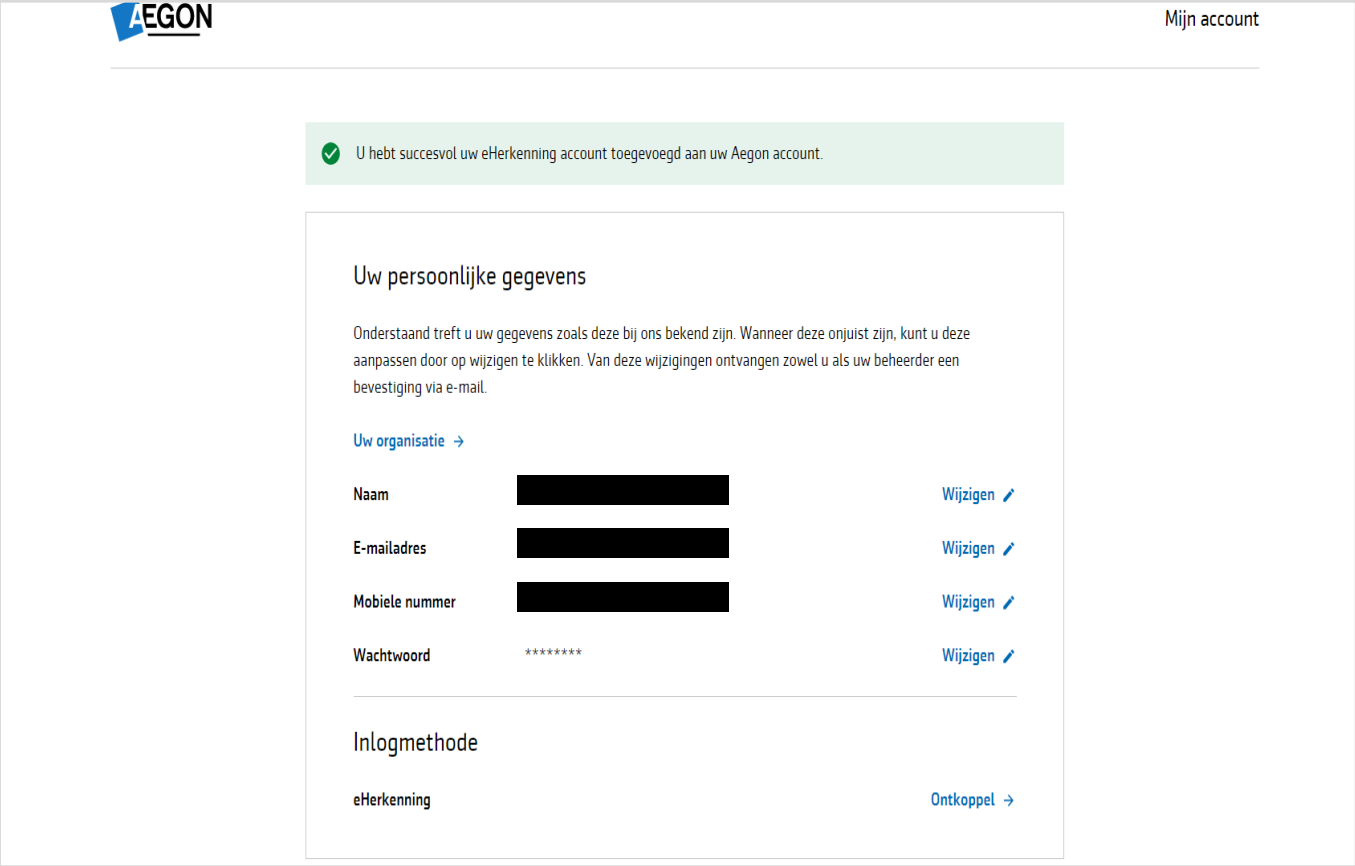 AEGON
Mijn account
U hebt succesvol uw eHerkenning account toegevoegd aan uw Aegon account.
Uw persoonlijke gegevens
Onderstaand treft u uw gegevens zoals deze bij ons bekend zijn. Wanneer deze onjuist zijn, kunt u deze
aanpassen door op wijzigen te klikken. Van deze wijzigingen ontvangen zowel u als uw beheerder een
bevestiging via e-mail.
Uw organisatie →
Naam Wijzigen
E-mailadres Wijzigen
Mobiele nummer Wijzigen
Wachtwoord ******** Wijzigen
Inlogmethode
eHerkenning Ontkoppel →